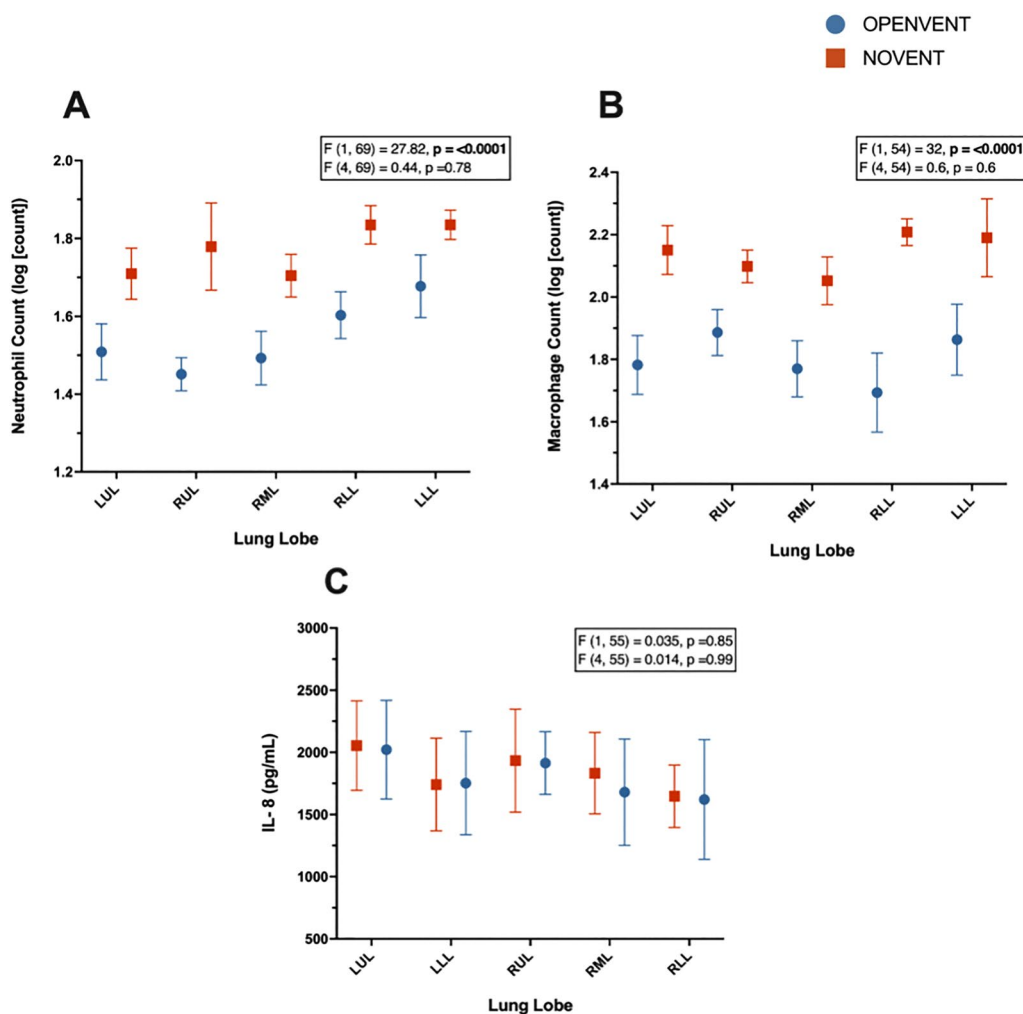 OPENVENT
NOVENT
A
F (1, 69) = 27.82, p = <0.0001
F (4, 69) = 0.44, p =0.78
Neutrophil Count (log [count])
2.0
1.8
1.6
1.4
1.2
LUL
RUL
RML
RLL
LLL
Lung Lobe
B
F (1, 54) = 32, p = <0.0001
F (4, 54) = 0.6, p = 0.6
Macrophage Count (log [count])
2.4
2.2
2.0
1.8
1.6
1.4
LUL
RUL
RML
RLL
LLL
Lung Lobe
C
F (1, 55) = 0.035, p =0.85
F (4, 55) = 0.014, p =0.99
IL- 8 (pg/mL)
3000
2500
2000
1500
1000
500
LUL
LLL
RUL
RML
RLL
Lung Lobe